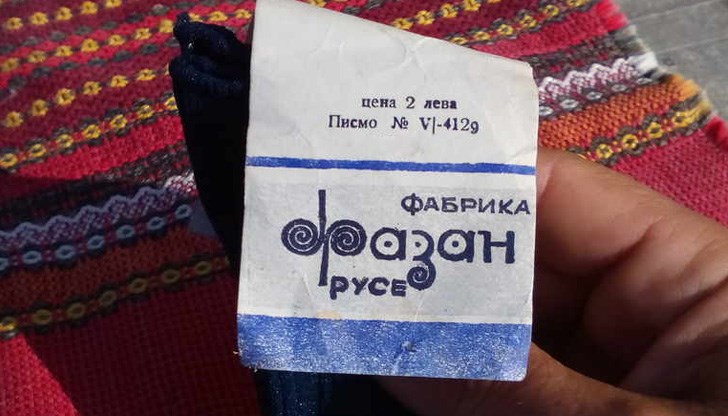 цена 2 лева
Писмо № V|-4129
ФАБРИКА
фазан
РУСЕ